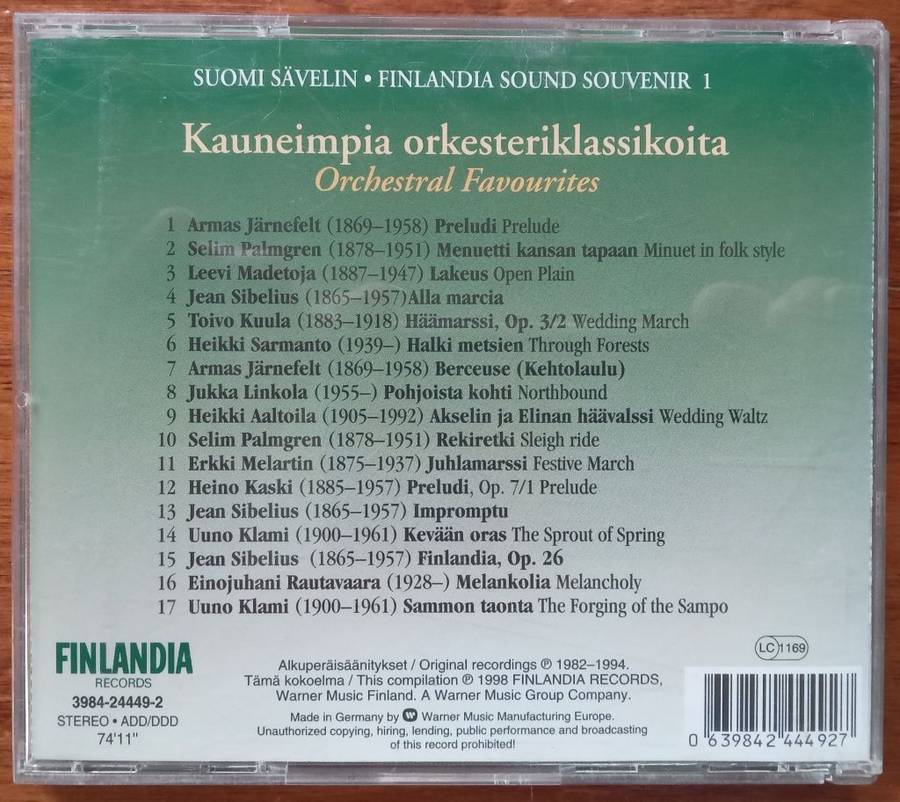 SUOMI SÄVELIN • FINLANDIA SOUND SOUVENIR 1
Kauneimpia orkesteriklassikoita
Orchestral Favourites
1 Armas Järnefelt (1869–1958) Preludi Prelude
2 Selim Palmgren (1878–1951) Menuetti kansan tapaan Minuet in folk style
3 Leevi Madetoja (1887–1947) Lakeus Open Plain
4 Jean Sibelius (1865–1957)Alla marcia
5 Toivo Kuula (1883–1918) Häämarssi, Op. 3/2 Wedding March
6 Heikki Sarmanto (1939–) Halki metsien Through Forests
7 Armas Järnefelt (1869–1958) Berceuse (Kehtolaulu)
8 Jukka Linkola (1955–) Pohjoista kohti Northbound
9 Heikki Aaltoila (1905–1992) Akselin ja Elinan häävalssi Wedding Waltz
10 Selim Palmgren (1878–1951) Rekiretki Sleigh ride
11 Erkki Melartin (1875–1937) Juhlamarssi Festive March
12 Heino Kaski (1885–1957) Preludi, Op. 7/1 Prelude
13 Jean Sibelius (1865–1957) Impromptu
14 Uuno Klami (1900–1961) Kevään oras The Sprout of Spring
15 Jean Sibelius (1865–1957) Finlandia, Op. 26
16 Einojuhani Rautavaara (1928–) Melankolia Melancholy
17 Uuno Klami (1900–1961) Sammon taonta The Forging of the Sampo
FINLANDIA
RECORDS
3984-24449-2
STEREO • ADD/DDD
74'11"
Alkuperäisäänitykset / Original recordings ℗ 1982–1994.
Tämä kokoelma / This compilation ℗ 1998 FINLANDIA RECORDS,
Warner Music Finland. A Warner Music Group Company.
Made in Germany by W Warner Music Manufacturing Europe.
Unauthorized copying, hiring, lending, public performance and broadcasting
of this record prohibited!
LC 1169
0 639842 444927